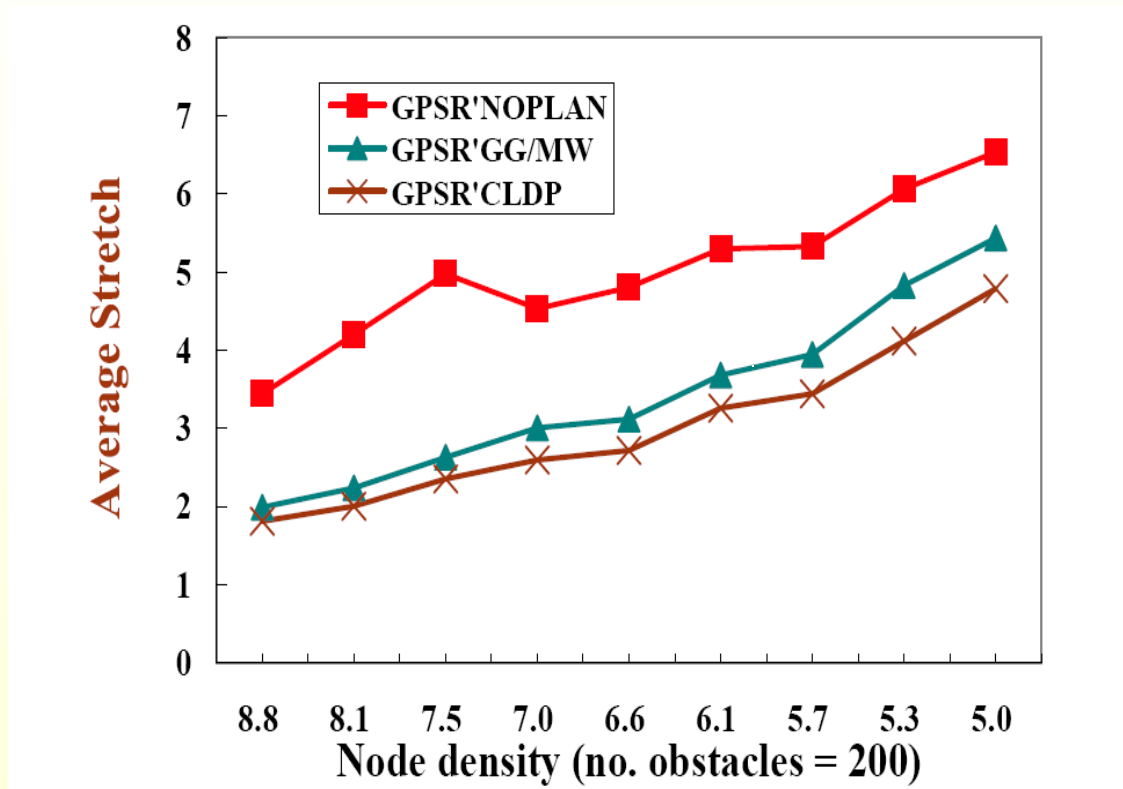 8
7
6
5
4
3
2
1
0
Average Stretch
GPSR'NOPLAN
GPSR'GG/MW
GPSR'CLDP
8.8 8.1 7.5 7.0 6.6 6.1 5.7 5.3 5.0
Node density (no. obstacles = 200)